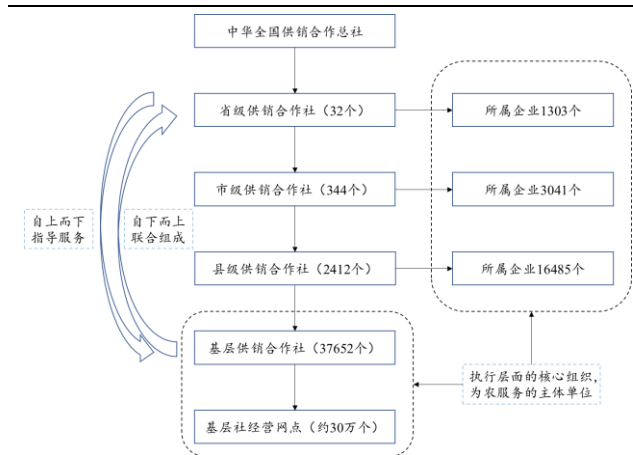 中华全国供销合作总社
省级供销合作社（32个）
所属企业1303个
市级供销合作社（344个）
所属企业3041个
自上而下
指导服务
自下而上
联合组成
县级供销合作社（2412个）
所属企业16485个
基层供销合作社（37652个）
执行层面的核心组织，
为农服务的主体单位
基层社经营网点（约30万个）